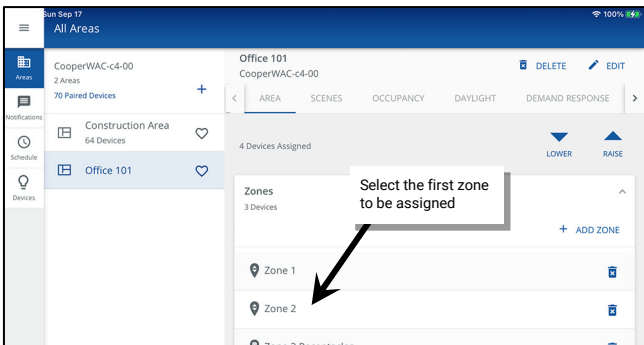 Sun Sep 17
100%
All Areas
Areas
Notifications
Schedule
Devices
CooperWAC-c4-00
2 Areas
70 Paired Devices
+
Construction Area
64 Devices
Office 101
Office 101
CooperWAC-c4-00
DELETE
EDIT
< AREA SCENES OCCUPANCY DAYLIGHT DEMAND RESPONSE >
4 Devices Assigned
LOWER
RAISE
Select the first zone
to be assigned
Zones
3 Devices
+ ADD ZONE
Zone 1
Zone 2
Zone 2 Receptacles